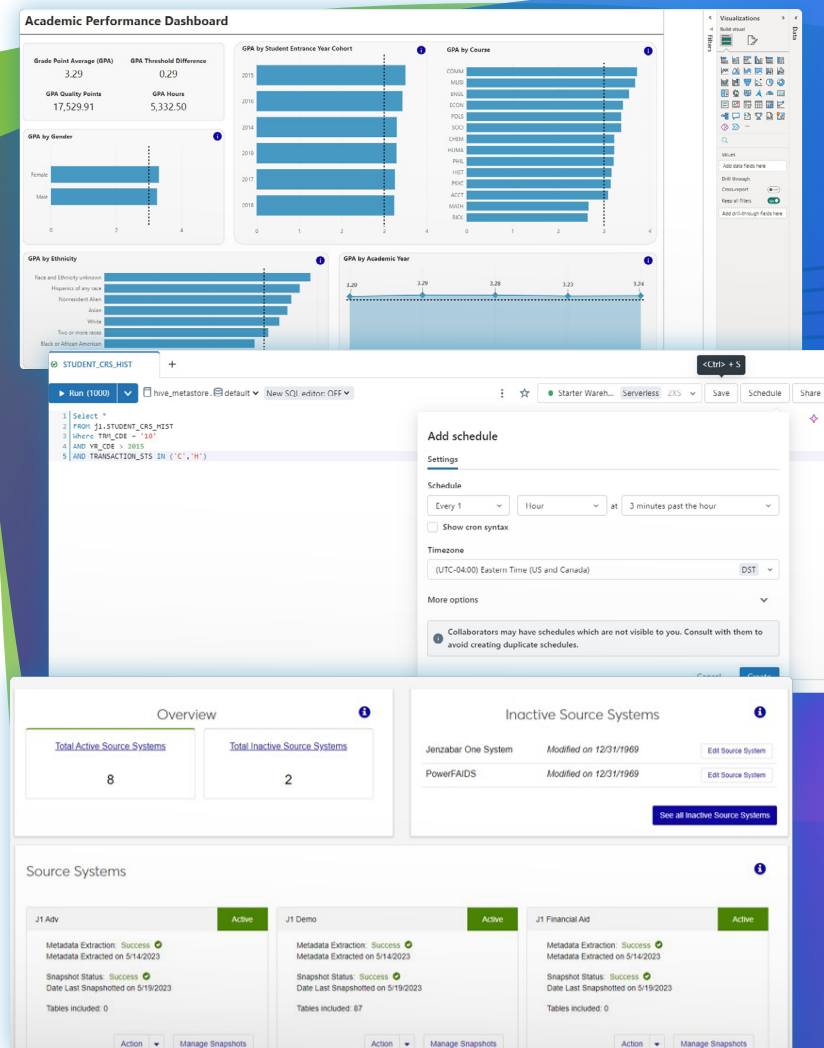 Academic Performance Dashboard
Grade Point Average (GPA)
3.29
GPA Threshold Difference
0.29
GPA Quality Points
17,529.91
GPA Hours
5,332.50
GPA by Gender
Female
Male
0 2 4
GPA by Student Entrance Year Cohort
2015
2016
2014
2017
2018
0 1 2 3 4
GPA by Course
COMM
MUSI
ENGL
ECON
POLS
SOCI
CHEM
HUMA
PHIL
HIST
PSYC
ACCT
MATH
BIOL
0 1 2 3 4
GPA by Ethnicity
Race and Ethnicity unknown
Hispanics of any race
Nonresident Alien
Asian
White
Two or more races
Black or African American
GPA by Academic Year
3.29 3.29 3.28 3.23 3.24
Visualizations
Build visual
Filters
Data
Values
Add data fields here
Drill through
Cross-report
Keep all filters
Add drill-through fields here
STUDENT_CRS_HIST
+
<Ctrl> + S
Run (1000)
hive_metastore. default
New SQL editor: OFF
Starter Wareh... Serverless 2XS
Save
Schedule
Share
1 Select *
2 FROM j1.STUDENT_CRS_HIST
3 Where TRM_CDE = '10'
4 AND YR_CDE > 2015
5 AND TRANSACTION_STS IN ('C','H')
Add schedule
Settings
Schedule
Every 1
Hour
at
3 minutes past the hour
Show cron syntax
Timezone
(UTC-04:00) Eastern Time (US and Canada)
DST
More options
Collaborators may have schedules which are not visible to you. Consult with them to
avoid creating duplicate schedules.
Cancel
Create
Overview
Total Active Source Systems
8
Total Inactive Source Systems
2
Inactive Source Systems
Jenzabar One System Modified on 12/31/1969 Edit Source System
PowerFAIDS Modified on 12/31/1969 Edit Source System
See all Inactive Source Systems
Source Systems
J1 Adv
Active
Metadata Extraction: Success
Metadata Extracted on 5/14/2023
Snapshot Status: Success
Date Last Snapshotted on 5/19/2023
Tables included: 0
Action
Manage Snapshots
J1 Demo
Active
Metadata Extraction: Success
Metadata Extracted on 5/14/2023
Snapshot Status: Success
Date Last Snapshotted on 5/19/2023
Tables included: 87
Action
Manage Snapshots
J1 Financial Aid
Active
Metadata Extraction: Success
Metadata Extracted on 5/14/2023
Snapshot Status: Success
Date Last Snapshotted on 5/19/2023
Tables included: 0
Action
Manage Snapshots